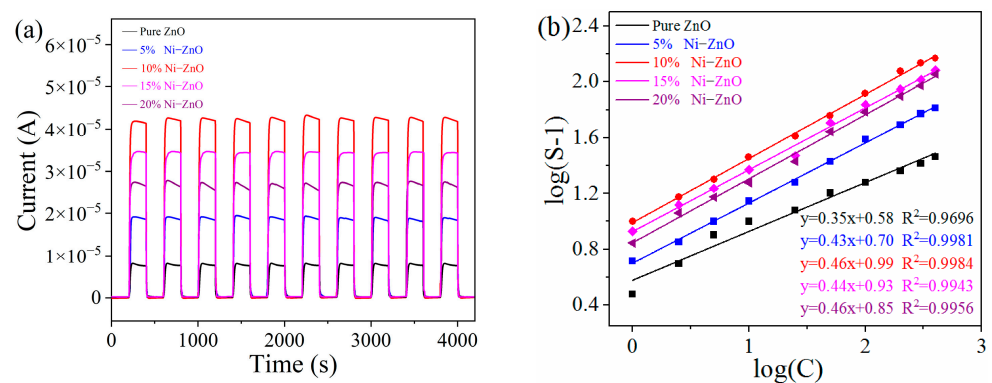 (a)
Pure ZnO
5% Ni−ZnO
10% Ni−ZnO
15% Ni−ZnO
20% Ni−ZnO
6×10⁻⁵
5×10⁻⁵
4×10⁻⁵
3×10⁻⁵
2×10⁻⁵
1×10⁻⁵
0
Current (A)
0 1000 2000 3000 4000
Time (s)
(b)
Pure ZnO
5% Ni−ZnO
10% Ni−ZnO
15% Ni−ZnO
20% Ni−ZnO
2.4
2.0
1.6
1.2
0.8
0.4
log(S-1)
y=0.35x+0.58 R²=0.9696
y=0.43x+0.70 R²=0.9981
y=0.46x+0.99 R²=0.9984
y=0.44x+0.93 R²=0.9943
y=0.46x+0.85 R²=0.9956
0 1 2 3
log(C)